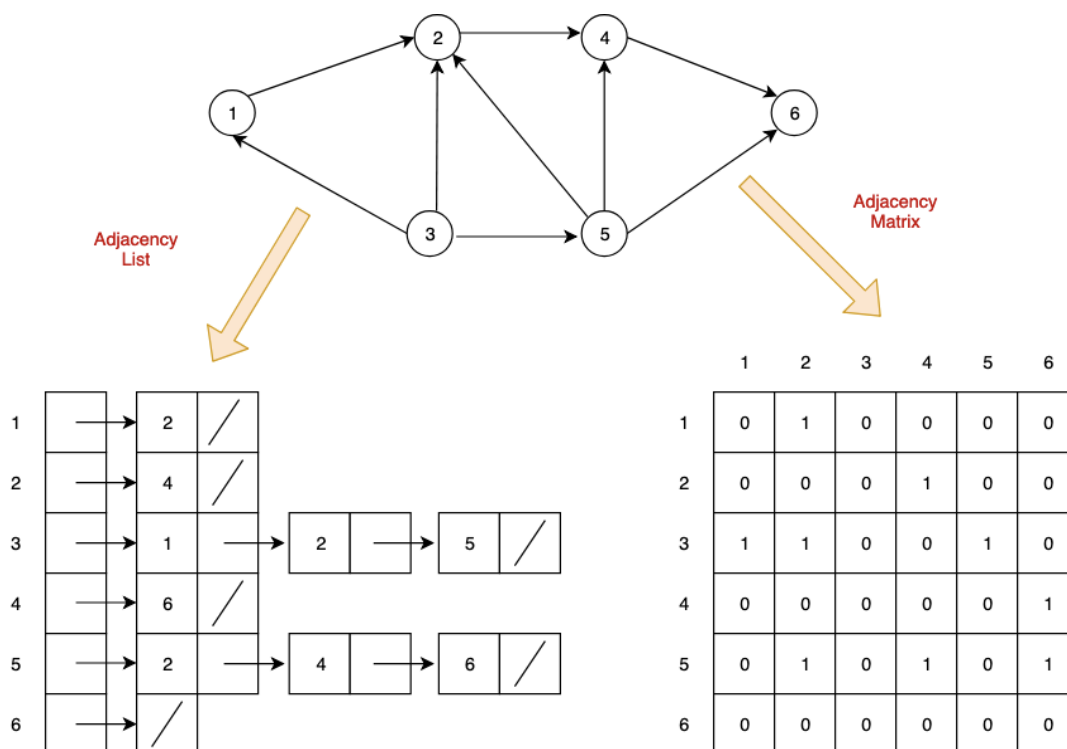 2
4
1
6
3
5
Adjacency
List
Adjacency
Matrix
1 2 3 4 5 6
1 2
2 4
3 1 2 5
4 6
5 2 4 6
6
1 0 1 0 0 0 0
2 0 0 0 1 0 0
3 1 1 0 0 1 0
4 0 0 0 0 0 1
5 0 1 0 1 0 1
6 0 0 0 0 0 0